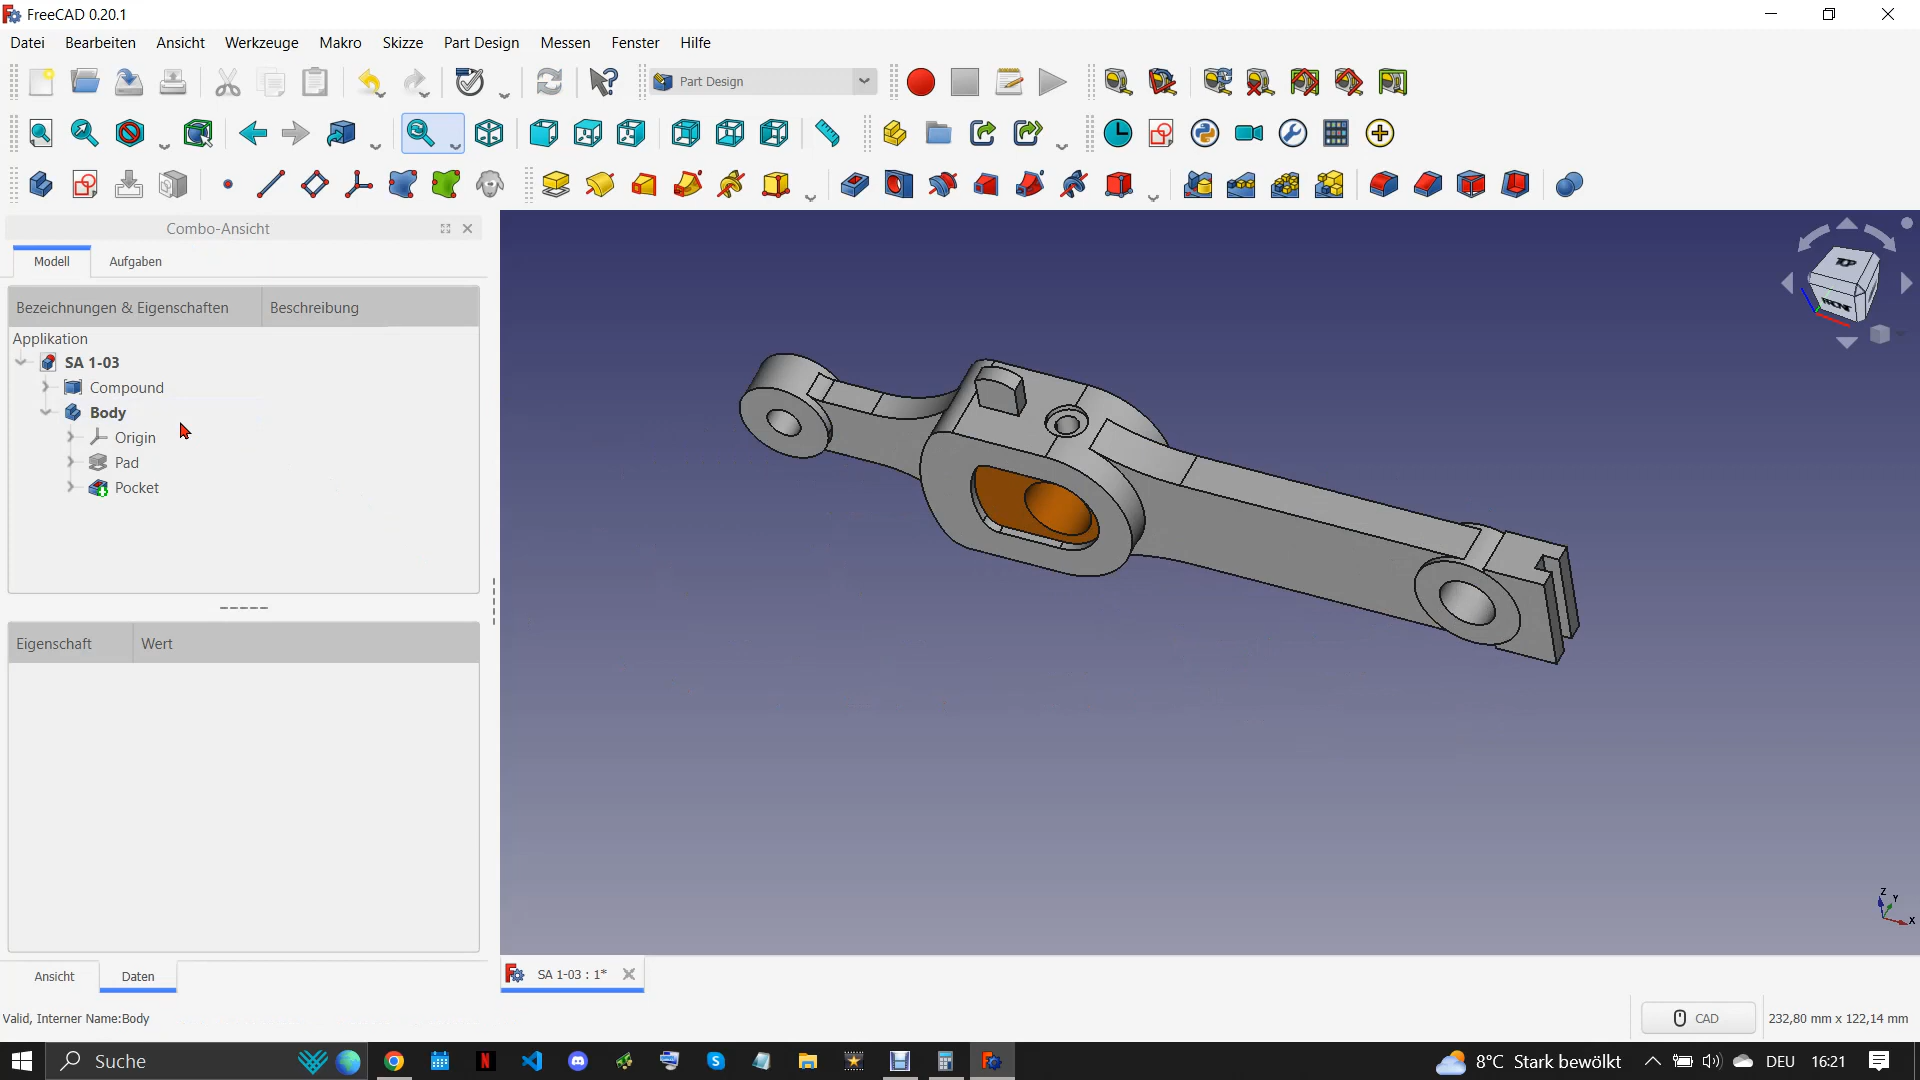 FreeCAD 0.20.1
Datei Bearbeiten Ansicht Werkzeuge Makro Skizze Part Design Messen Fenster Hilfe
Part Design
Combo-Ansicht
Modell Aufgaben
Bezeichnungen & Eigenschaften Beschreibung
Applikation
SA 1-03
Compound
Body
Origin
Pad
Pocket
Eigenschaft Wert
Ansicht Daten
TOP
FRONT
Z
Y
X
SA 1-03 : 1*
Valid, Interner Name:Body
CAD 232,80 mm x 122,14 mm
Suche
8°C Stark bewölkt DEU 16:21